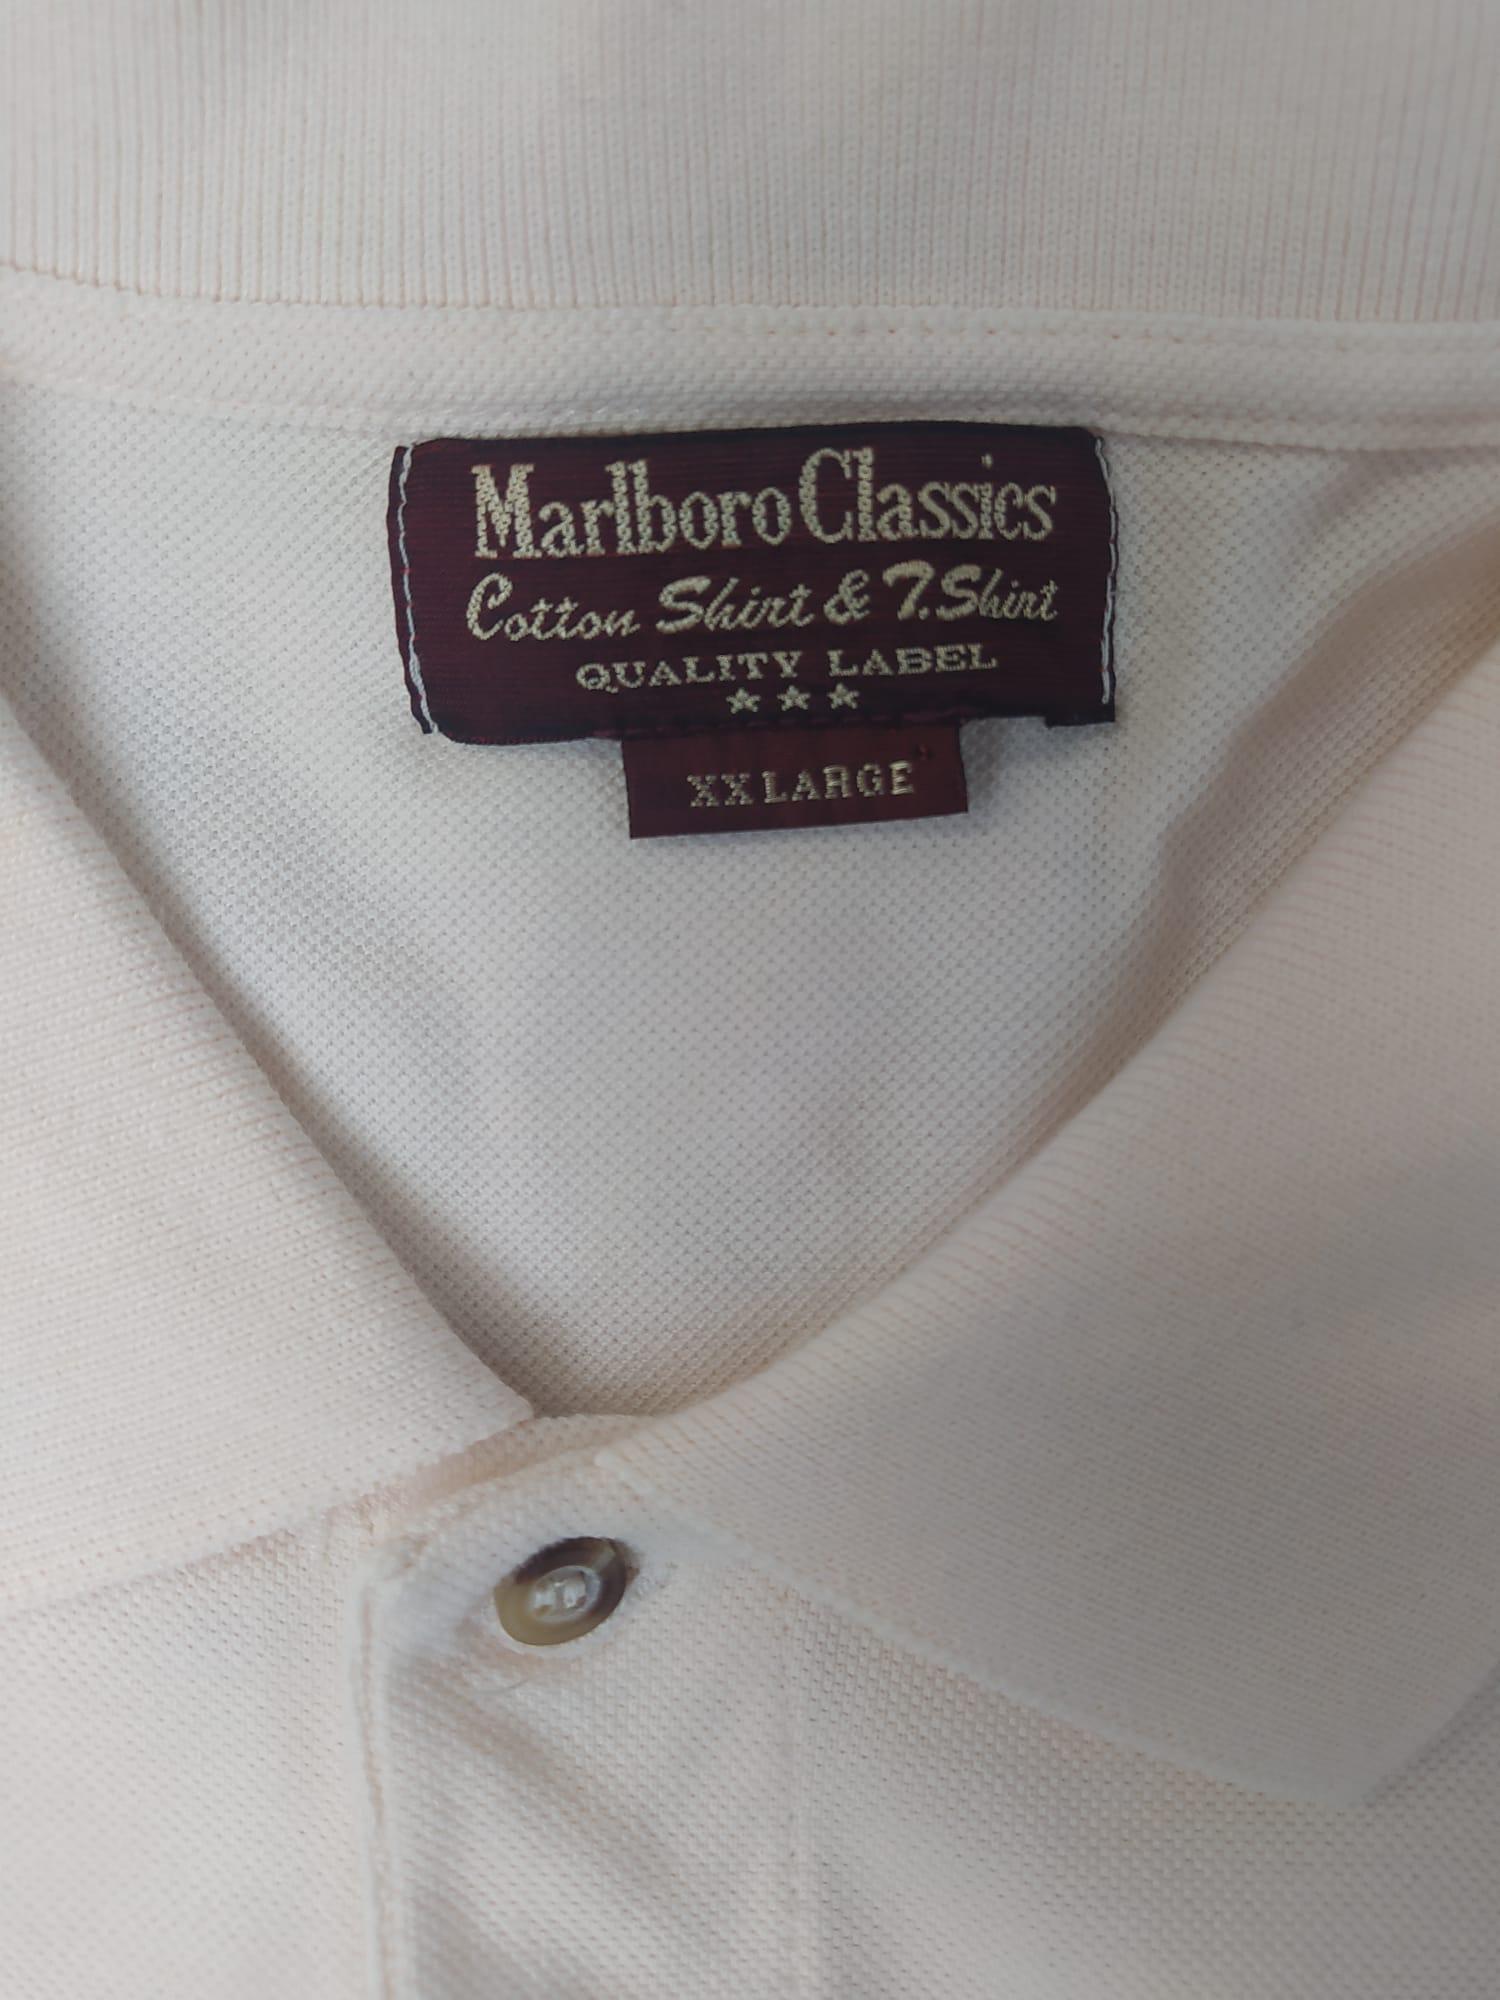 Marlboro Classics
Cotton Shirt & T.Shirt
QUALITY LABEL
XX LARGE